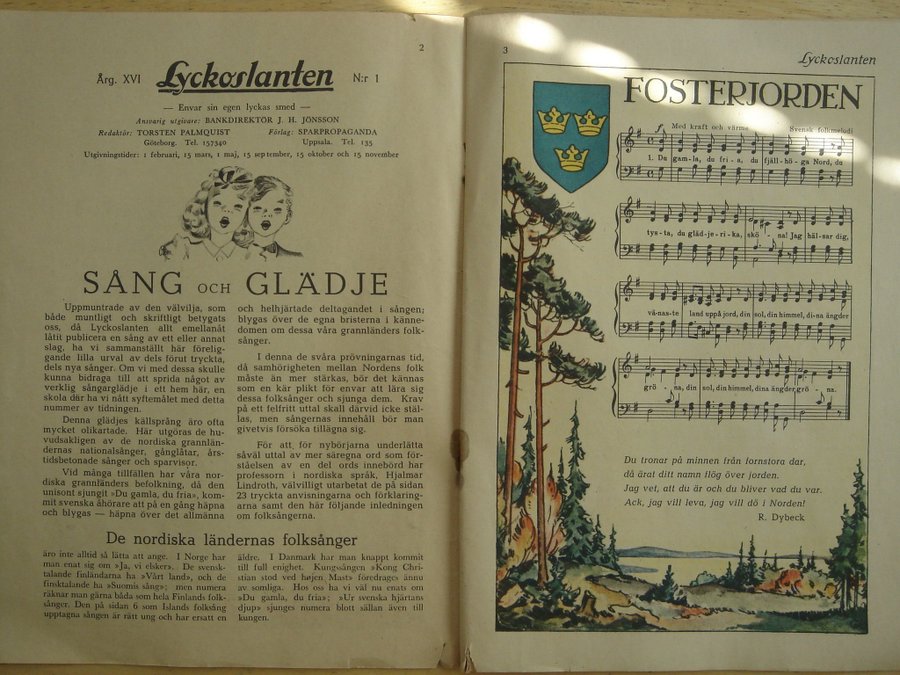 2
Årg. XVI Lyckoslanten N:r 1
— Envar sin egen lyckas smed —
Ansvarig utgivare: BANKDIREKTÖR J. H. JÖNSSON
Redaktör: TORSTEN PALMQUIST Förlag: SPARPROPAGANDA
Göteborg. Tel. 157340 Uppsala. Tel. 135
Utgivningstider: 1 februari, 15 mars, 1 maj, 15 september, 15 oktober och 15 november
SÅNG OCH GLÄDJE
Uppmuntrade av den välvilja, som
både muntligt och skriftligt betygats
oss, då Lyckoslanten allt emellanåt
låtit publicera en sång av ett eller annat
slag, ha vi sammanställt här förelig-
gande lilla urval av dels förut tryckta,
dels nya sånger. Om vi med dessa skulle
kunna bidraga till att sprida något av
verklig sångarglädje i ett hem här, en
skola där ha vi nått syftemålet med detta
nummer av tidningen.
Denna glädjes källsprång äro ofta
mycket olikartade. Här utgöras de hu-
vudsakligen av de nordiska grannlän-
dernas nationalsånger, gånglåtar, års-
tidsbetonade sånger och sparvisor.
Vid många tillfällen har våra nor-
diska grannländers befolkning, då den
unisont sjungit »Du gamla, du fria», kom-
mit svenska åhörare att på en gång häpna
och blygas — häpna över det allmänna
och helhjärtade deltagandet i sången;
blygas över de egna bristerna i känne-
domen om dessa våra grannländers folk-
sånger.
I denna de svåra prövningarnas tid,
då samhörigheten mellan Nordens folk
måste än mer stärkas, bör det kännas
som en kär plikt för envar att lära sig
dessa folksånger och sjunga dem. Krav
på ett felfritt uttal skall därvid icke stäl-
las, men sångernas innehåll bör man
givetvis försöka tillägna sig.
För att för nybörjarna underlätta
såväl uttal av mer säregna ord som för-
ståelsen av en del ords innebörd har
professorn i nordiska språk, Hjalmar
Lindroth, välvilligt utarbetat de på sidan
23 tryckta anvisningarna och förklaring-
arna samt den här följande inledningen
om folksångerna.
De nordiska ländernas folksånger
äro inte alltid så lätta att ange. I Norge har
man enat sig om »Ja, vi elsker». De svensk-
talande finländarna ha »Vårt land», och de
finsktalande ha »Suomis sång»; men numera
räknar man gärna båda som hela Finlands folk-
sånger. Den på sidan 6 som Islands folksång
upptagna sången är rätt ung och har ersatt en
äldre. I Danmark har man knappt kommit
till full enighet. Kungssången »Kong Chri-
stian stod ved højen Mast» föredrages ännu
av somliga. Hos oss ha vi väl nu enats om
»Du gamla, du fria»; »Ur svenska hjärtans
djup» sjunges numera blott sällan även till
kungen.
3
Lyckoslanten
FOSTERJORDEN
f. Med kraft och värme Svensk folkmelodi
1. Du gam-la, du fri-a, du fjäll-hö-ga Nord, du
tys-ta, du gläd-je-ri-ka, skö-na! Jag häl-sar dig,
vä-nas-te land uppå jord, din sol, din himmel, di-na ängder
grö-na, din sol, din himmel, dina ängder grö-na.
Du tronar på minnen från fornstora dar,
då ärat ditt namn flög över jorden.
Jag vet, att du är och du bliver vad du var.
Ack, jag vill leva, jag vill dö i Norden!
R. Dybeck